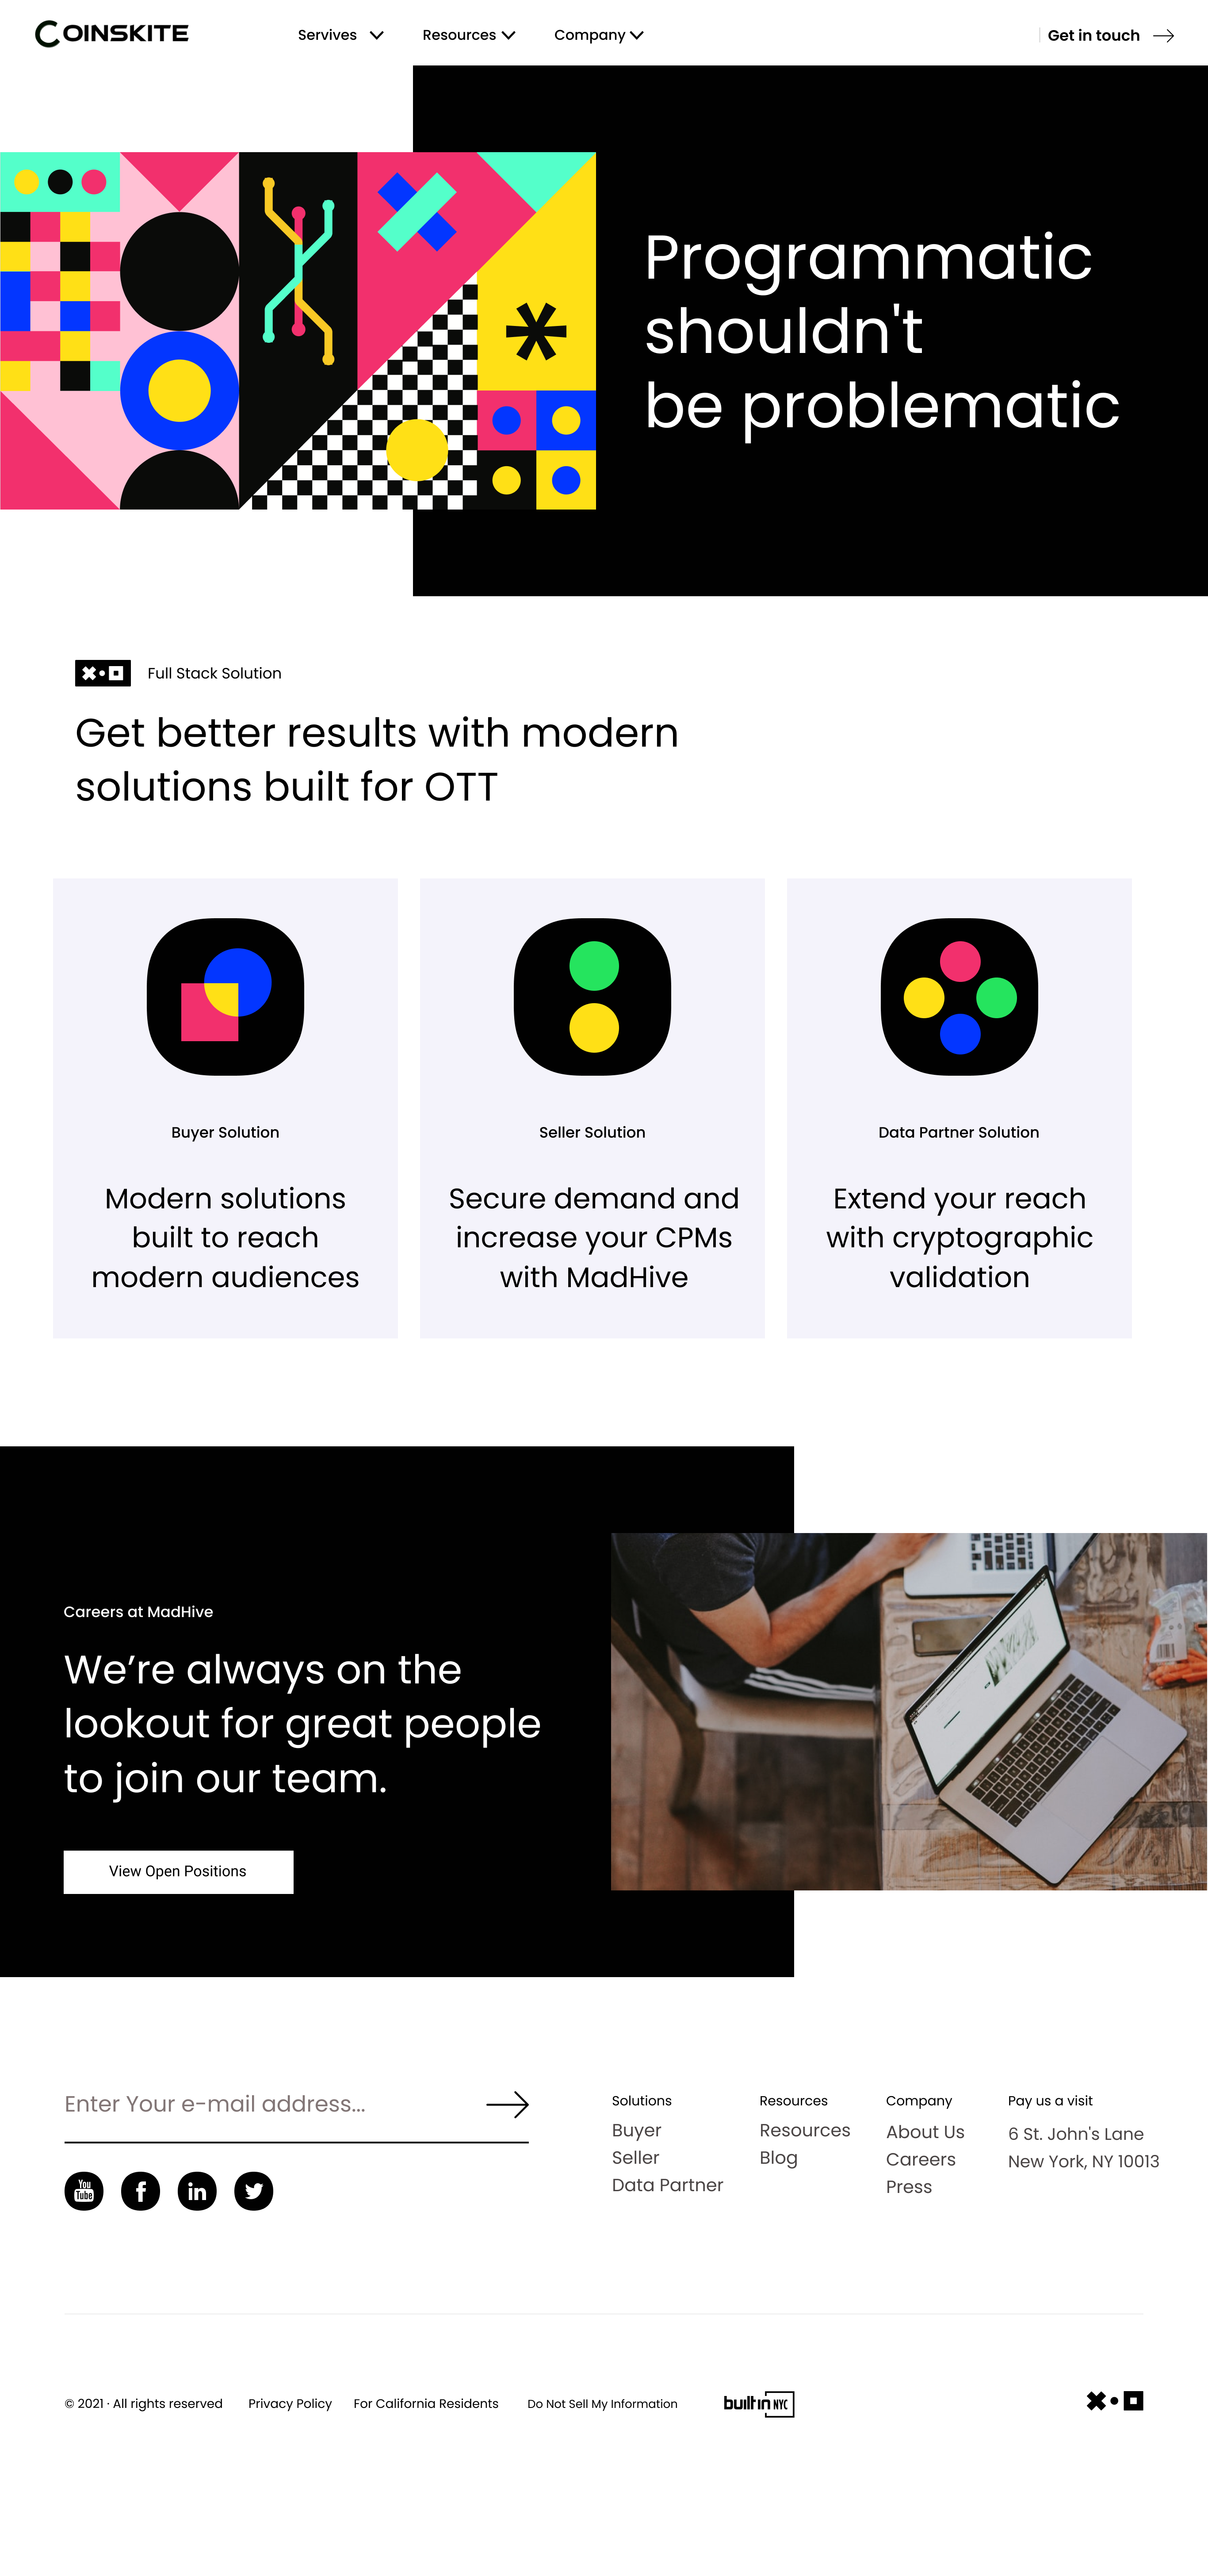 COINSKITE
Servives
Resources
Company
Get in touch
Programmatic
shouldn't
be problematic
Full Stack Solution
Get better results with modern
solutions built for OTT
Buyer Solution
Modern solutions
built to reach
modern audiences
Seller Solution
Secure demand and
increase your CPMs
with MadHive
Data Partner Solution
Extend your reach
with cryptographic
validation
Careers at MadHive
We’re always on the
lookout for great people
to join our team.
View Open Positions
Enter Your e-mail address...
You
Tube
f
in
Solutions
Buyer
Seller
Data Partner
Resources
Resources
Blog
Company
About Us
Careers
Press
Pay us a visit
6 St. John's Lane
New York, NY 10013
© 2021 · All rights reserved
Privacy Policy
For California Residents
Do Not Sell My Information
builtin NYC